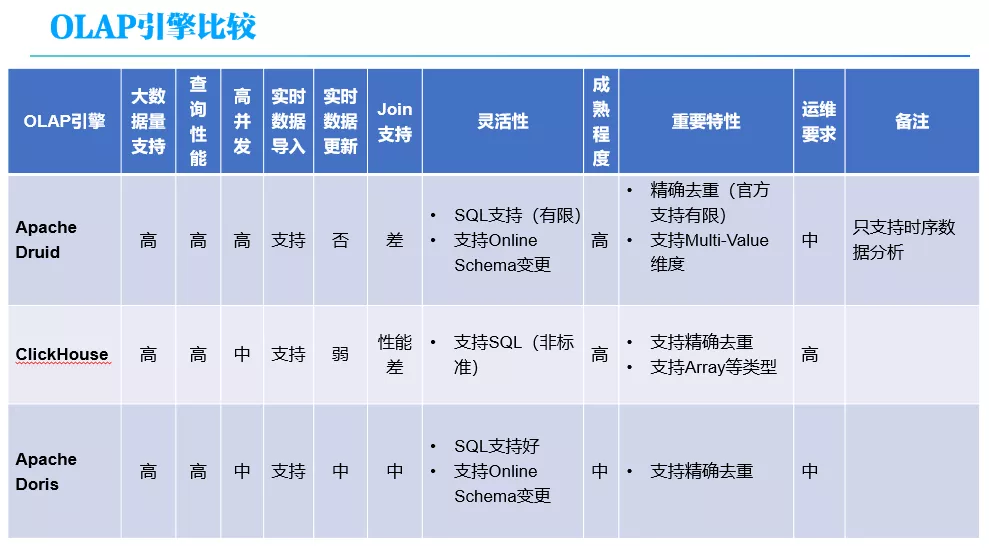 OLAP引擎比较
OLAP引擎
大数
据量
支持
查
询
性
能
高
并
发
实时
数据
导入
实时
数据
更新
Join
支持
灵活性
成
熟
程
度
重要特性
运维
要求
备注
Apache
Druid
高
高
高
支持
否
差
• SQL支持（有限）
• 支持Online
Schema变更
高
• 精确去重（官方
支持有限）
• 支持Multi-Value
维度
中
只支持时序数
据分析
ClickHouse
高
高
中
支持
弱
性能
差
• 支持SQL（非标
准）
高
• 支持精确去重
• 支持Array等类型
高
Apache
Doris
高
高
中
支持
中
中
• SQL支持好
• 支持Online
Schema变更
中
• 支持精确去重
中